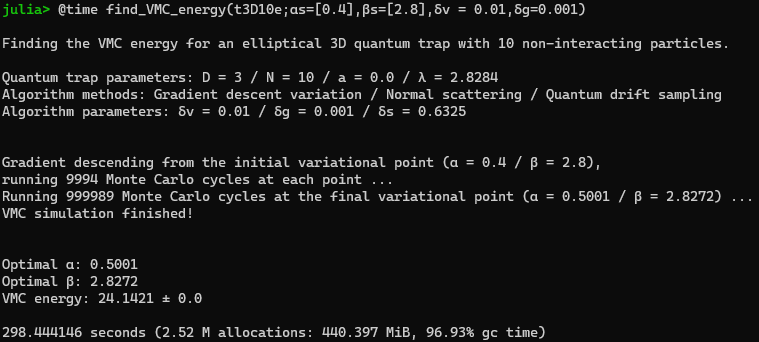 julia> @time find_VMC_energy(t3D10e;αs=[0.4],βs=[2.8],δv = 0.01,δg=0.001)
Finding the VMC energy for an elliptical 3D quantum trap with 10 non-interacting particles.
Quantum trap parameters: D = 3 / N = 10 / a = 0.0 / λ = 2.8284
Algorithm methods: Gradient descent variation / Normal scattering / Quantum drift sampling
Algorithm parameters: δv = 0.01 / δg = 0.001 / δs = 0.6325
Gradient descending from the initial variational point (α = 0.4 / β = 2.8),
running 9994 Monte Carlo cycles at each point ...
Running 999989 Monte Carlo cycles at the final variational point (α = 0.5001 / β = 2.8272) ...
VMC simulation finished!
Optimal α: 0.5001
Optimal β: 2.8272
VMC energy: 24.1421 ± 0.0
298.444146 seconds (2.52 M allocations: 440.397 MiB, 96.93% gc time)